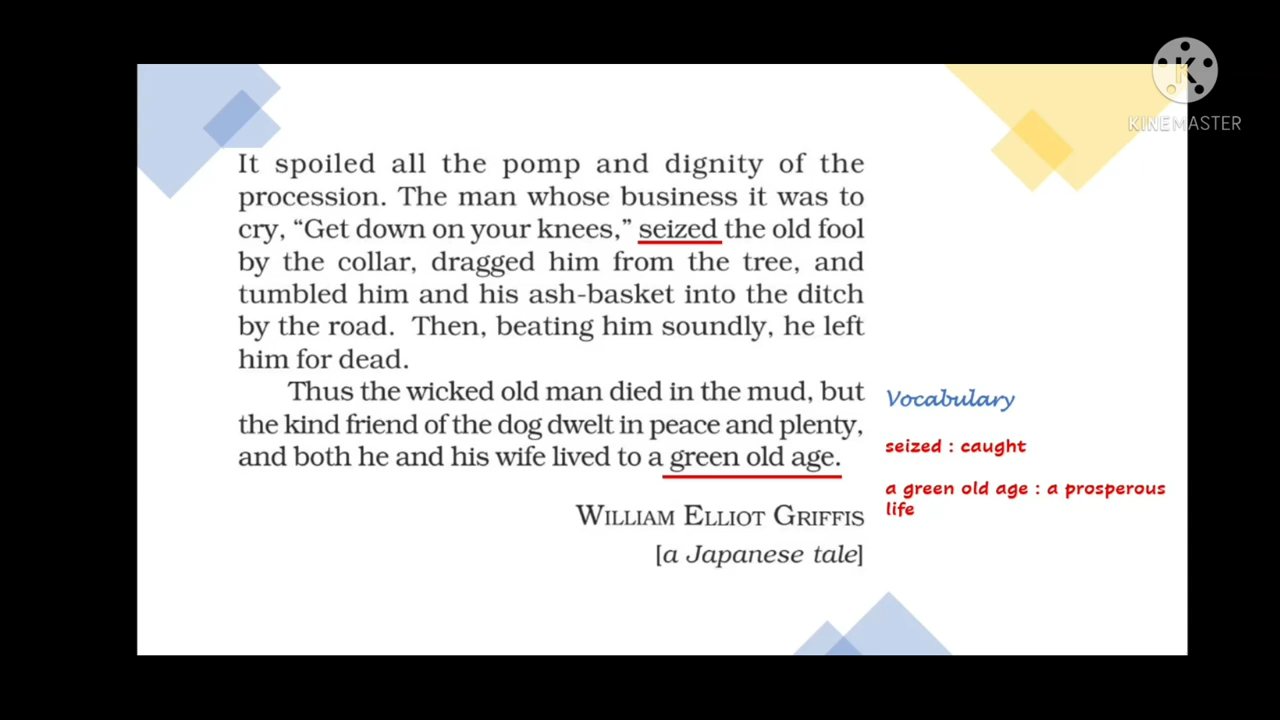 KINEMASTER
It spoiled all the pomp and dignity of the
procession. The man whose business it was to
cry, “Get down on your knees,” seized the old fool
by the collar, dragged him from the tree, and
tumbled him and his ash-basket into the ditch
by the road. Then, beating him soundly, he left
him for dead.
Thus the wicked old man died in the mud, but
the kind friend of the dog dwelt in peace and plenty,
and both he and his wife lived to a green old age.
WILLIAM ELLIOT GRIFFIS
[a Japanese tale]
Vocabulary
seized : caught
a green old age : a prosperous
life